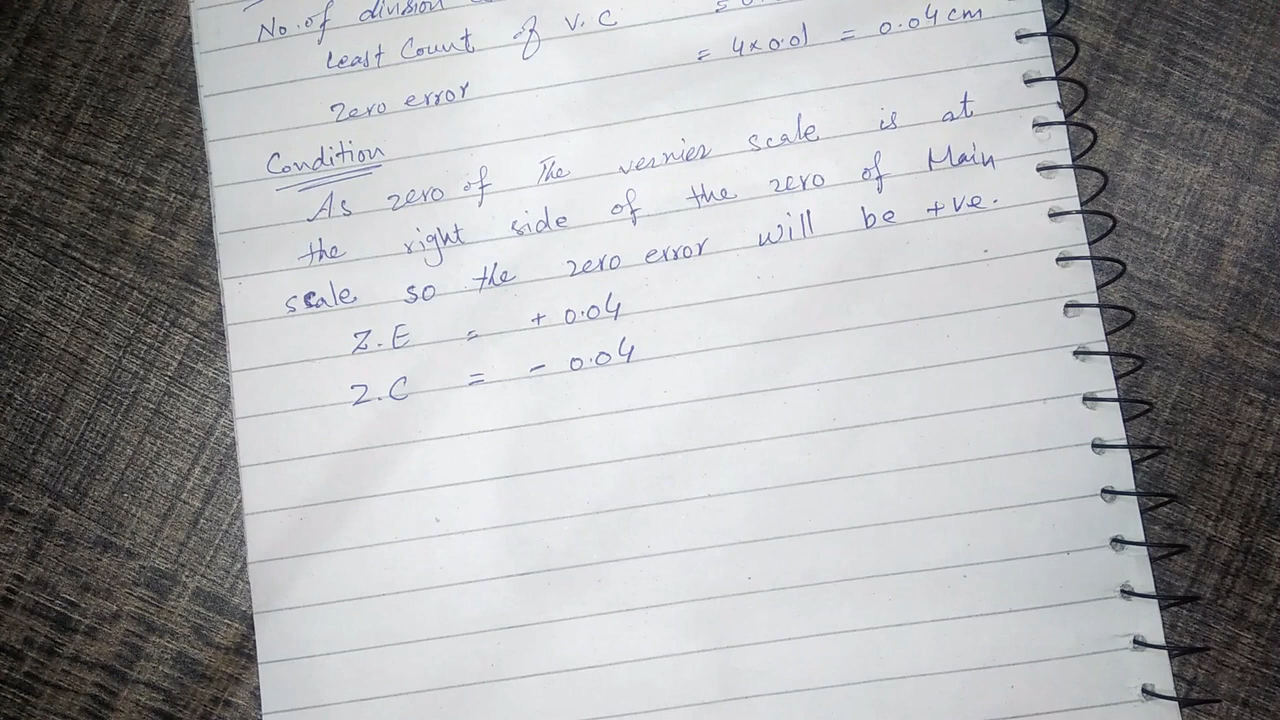 No. of division
Least Count of V.C
Zero error = 4x0.01 = 0.04 cm
Condition
As zero of The vernier scale is at
the right side of the zero of Main
scale so the zero error will be +ve.
Z.E = + 0.04
Z.C = - 0.04